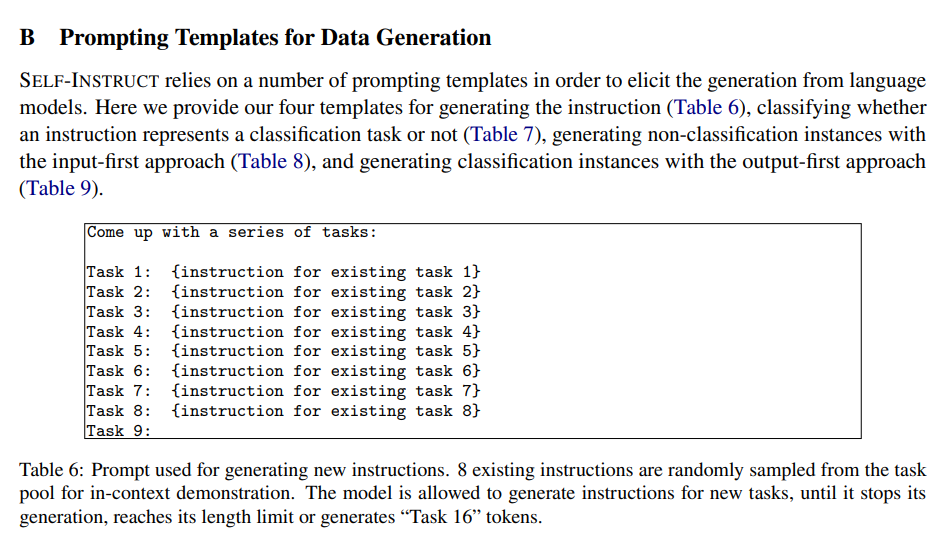 B Prompting Templates for Data Generation
SELF-INSTRUCT relies on a number of prompting templates in order to elicit the generation from language
models. Here we provide our four templates for generating the instruction (Table 6), classifying whether
an instruction represents a classification task or not (Table 7), generating non-classification instances with
the input-first approach (Table 8), and generating classification instances with the output-first approach
(Table 9).
Come up with a series of tasks:
Task 1: {instruction for existing task 1}
Task 2: {instruction for existing task 2}
Task 3: {instruction for existing task 3}
Task 4: {instruction for existing task 4}
Task 5: {instruction for existing task 5}
Task 6: {instruction for existing task 6}
Task 7: {instruction for existing task 7}
Task 8: {instruction for existing task 8}
Task 9:
Table 6: Prompt used for generating new instructions. 8 existing instructions are randomly sampled from the task
pool for in-context demonstration. The model is allowed to generate instructions for new tasks, until it stops its
generation, reaches its length limit or generates “Task 16” tokens.